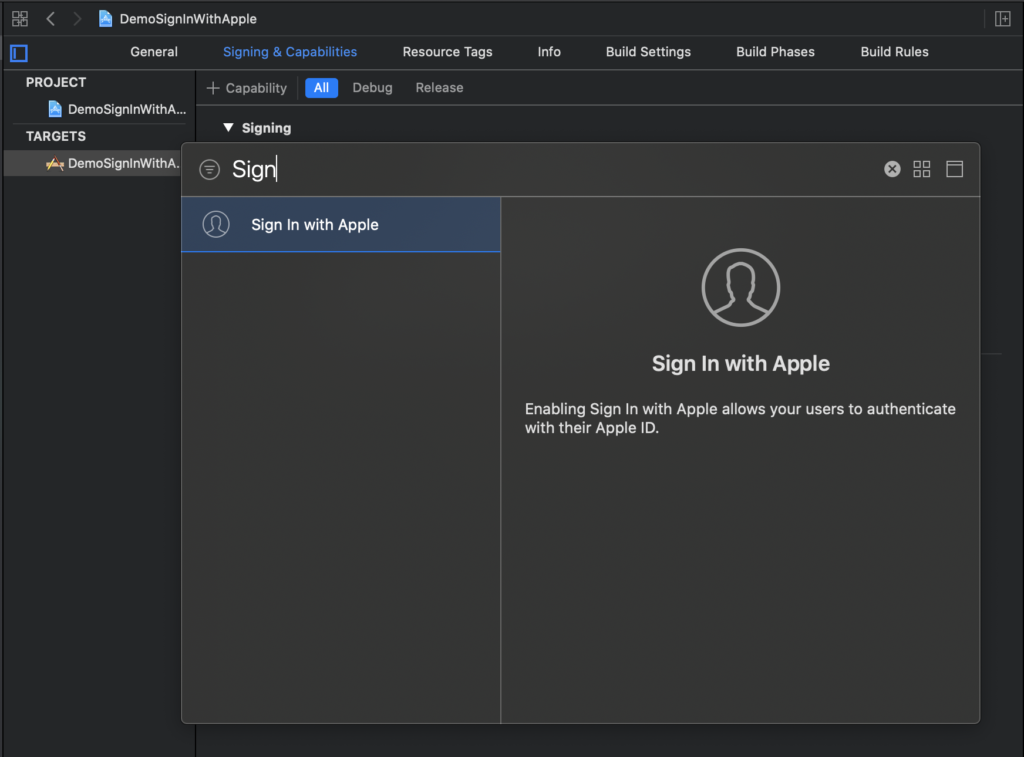 DemoSignInWithApple
General Signing & Capabilities Resource Tags Info Build Settings Build Phases Build Rules
PROJECT
DemoSignInWithA...
TARGETS
DemoSignInWithA.
+ Capability All Debug Release
Signing
Sign
Sign In with Apple
Sign In with Apple
Enabling Sign In with Apple allows your users to authenticate
with their Apple ID.